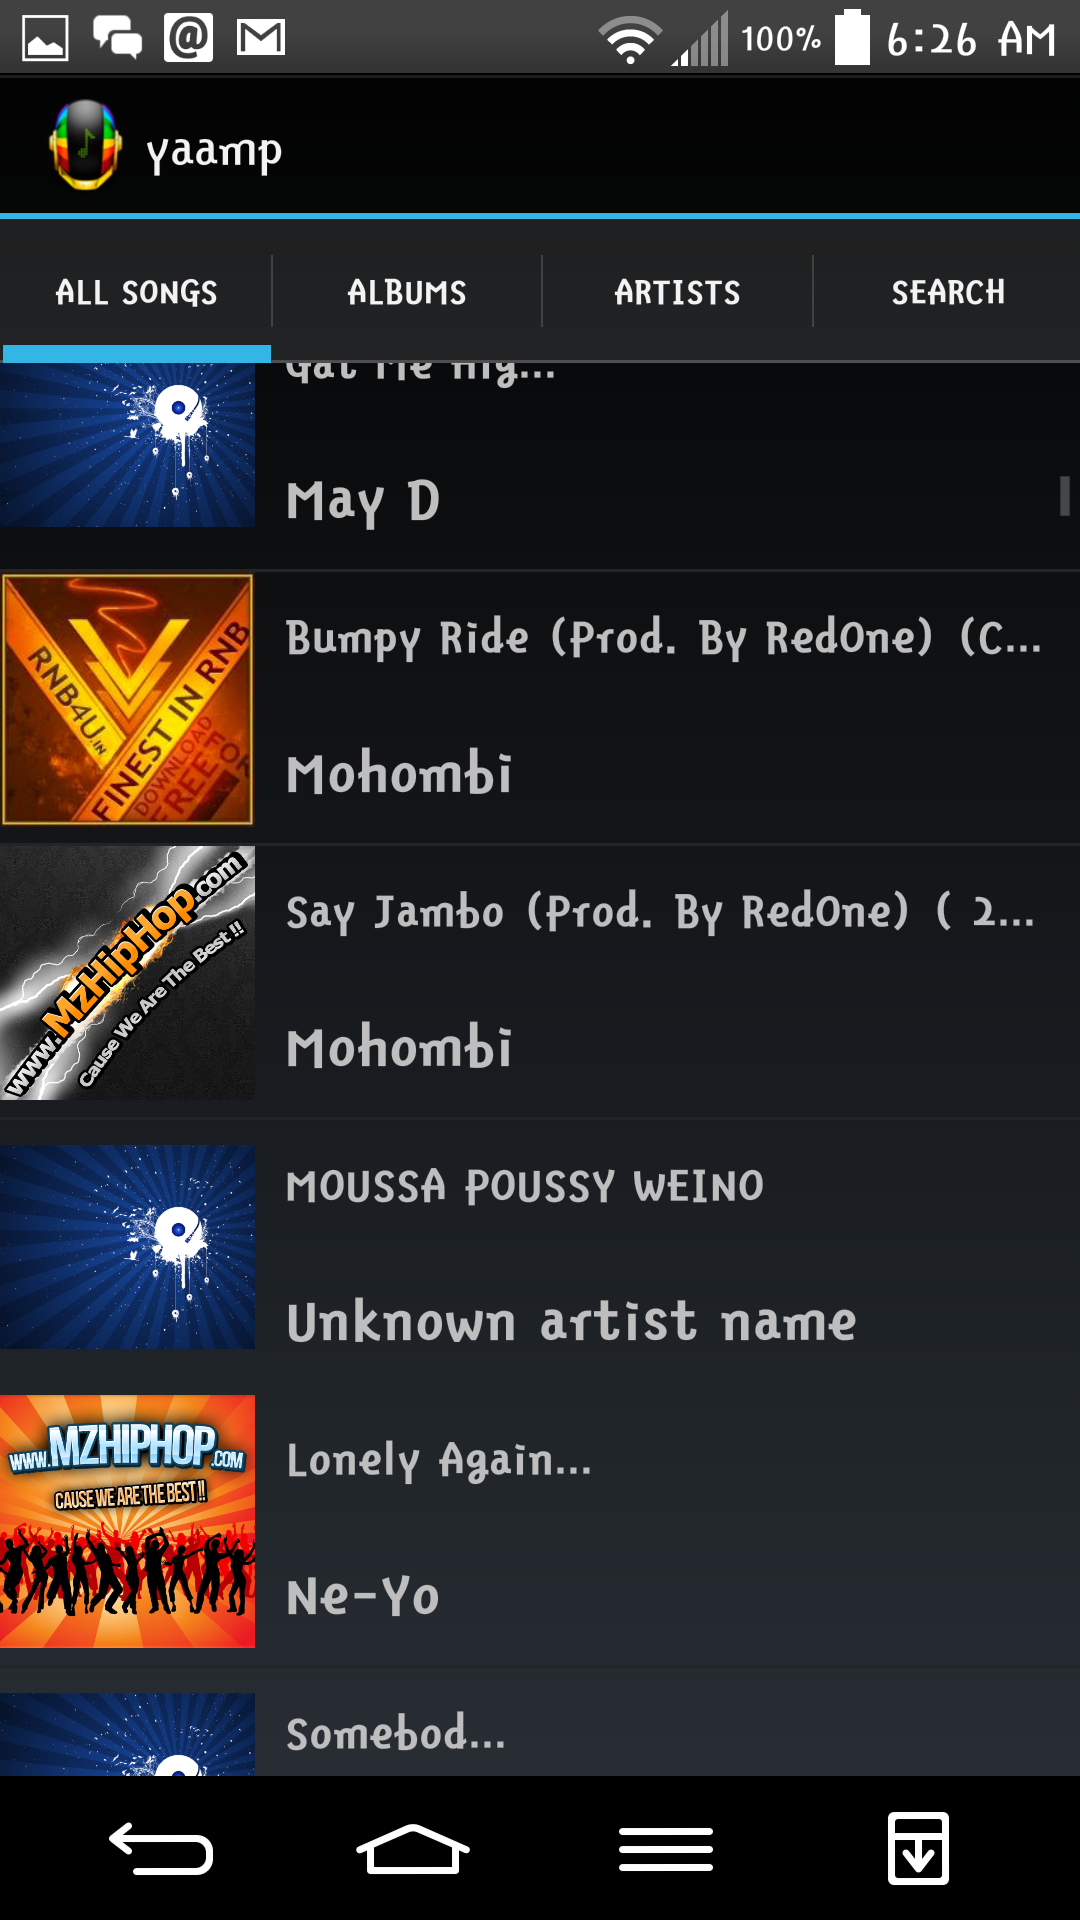 100% 6:26 AM
yaamp
ALL SONGS ALBUMS ARTISTS SEARCH
Gat Me Hig...
May D
RNB4U.IN
FINEST IN RNB
DOWNLOAD
FREE FOR
Bumpy Ride (Prod. By RedOne) (C...
Mohombi
www.MzHipHop.com
Cause We Are The Best !!
Say Jambo (Prod. By RedOne) ( 2...
Mohombi
MOUSSA POUSSY WEINO
Unknown artist name
WWW.MZHIPHOP.COM
CAUSE WE ARE THE BEST !!
Lonely Again...
Ne-Yo
Somebod...